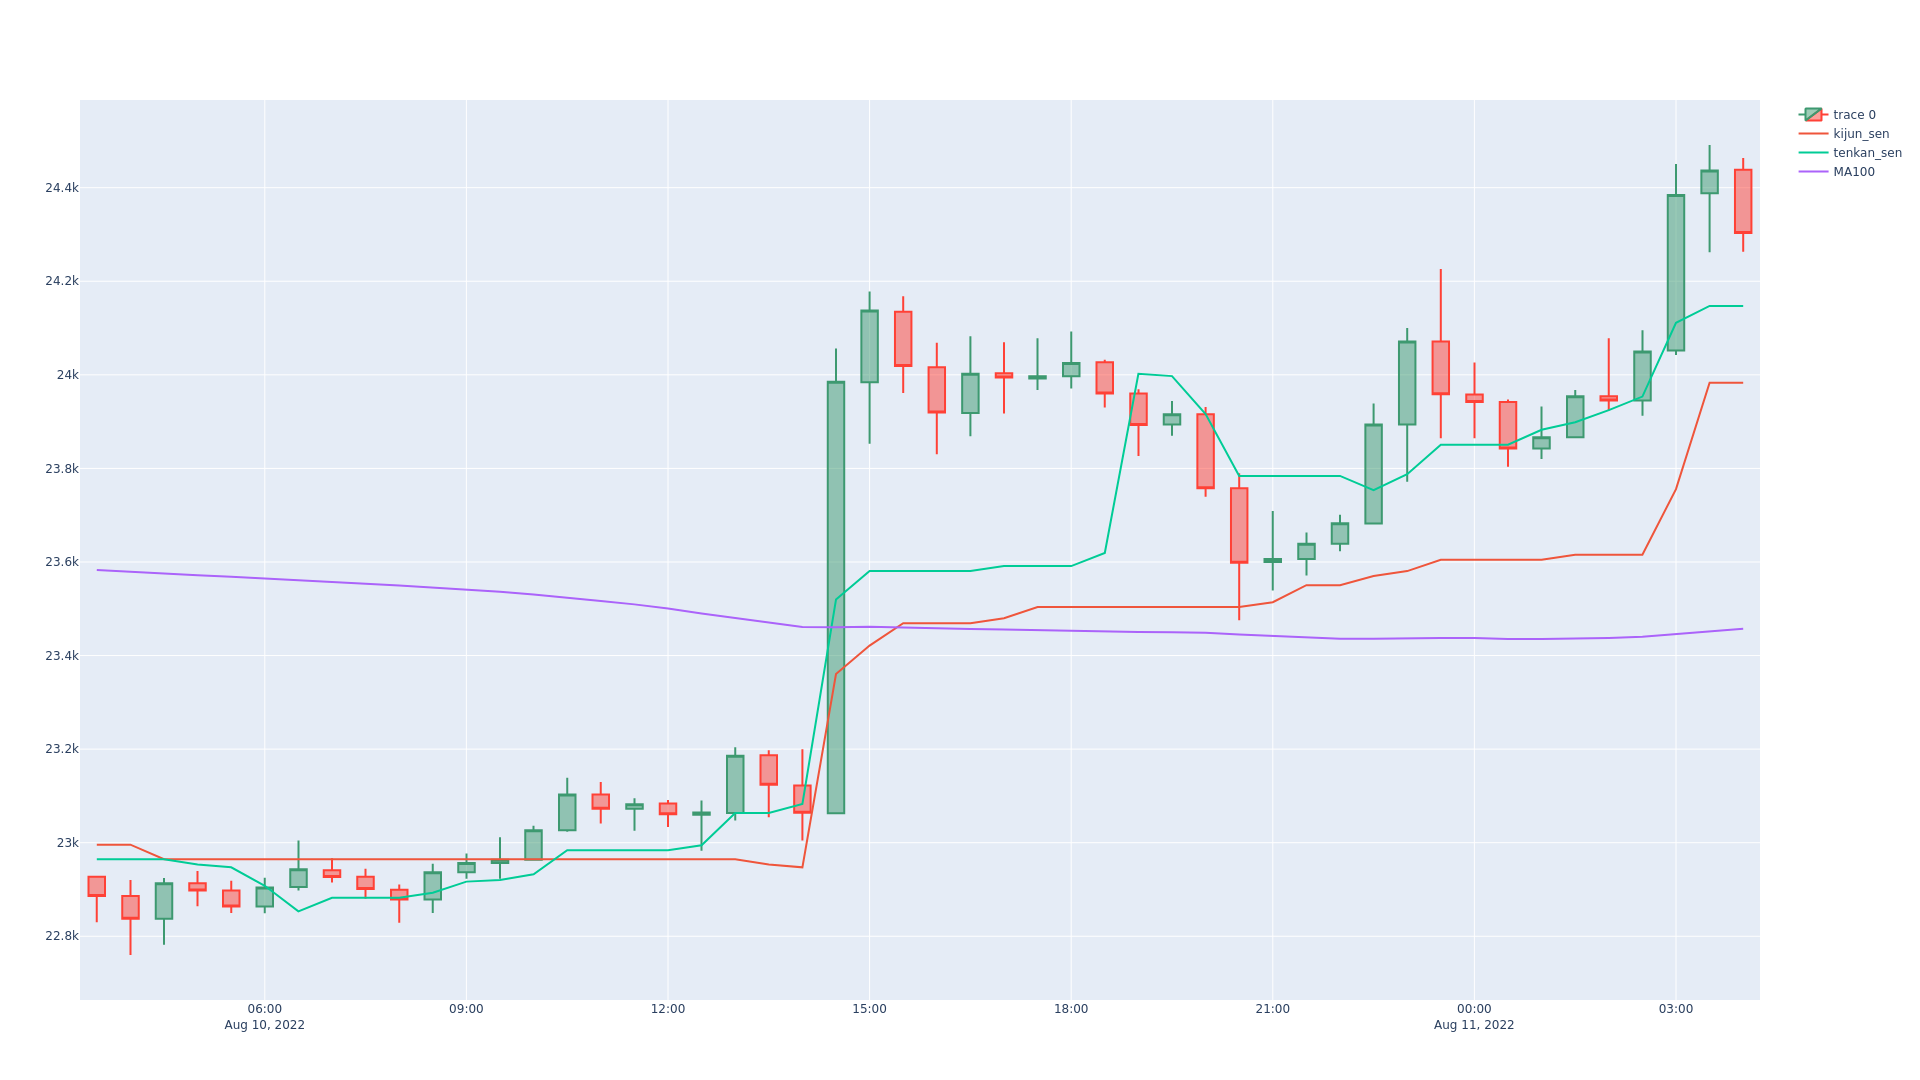 trace 0
kijun_sen
tenkan_sen
MA100
24.4k
24.2k
24k
23.8k
23.6k
23.4k
23.2k
23k
22.8k
06:00 09:00 12:00 15:00 18:00 21:00 00:00 03:00
Aug 10, 2022 Aug 11, 2022